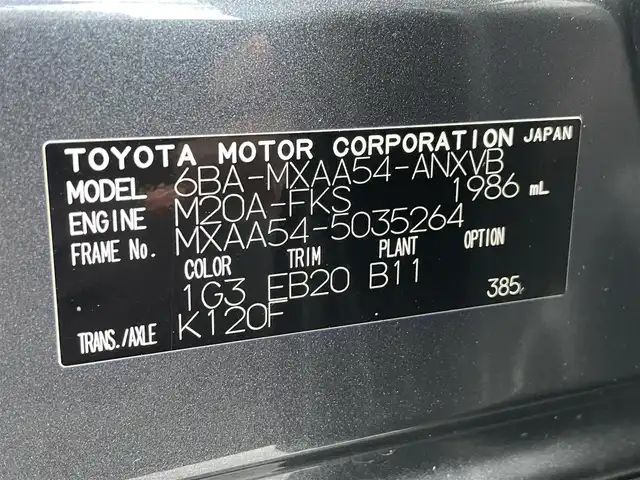 TOYOTA MOTOR CORPORATION JAPAN
MODEL 6BA-MXAA54-ANXVB
ENGINE M20A-FKS 1986 mL
FRAME No. MXAA54-5035264
COLOR TRIM PLANT OPTION
1G3 EB20 B11 385
TRANS./AXLE K120F